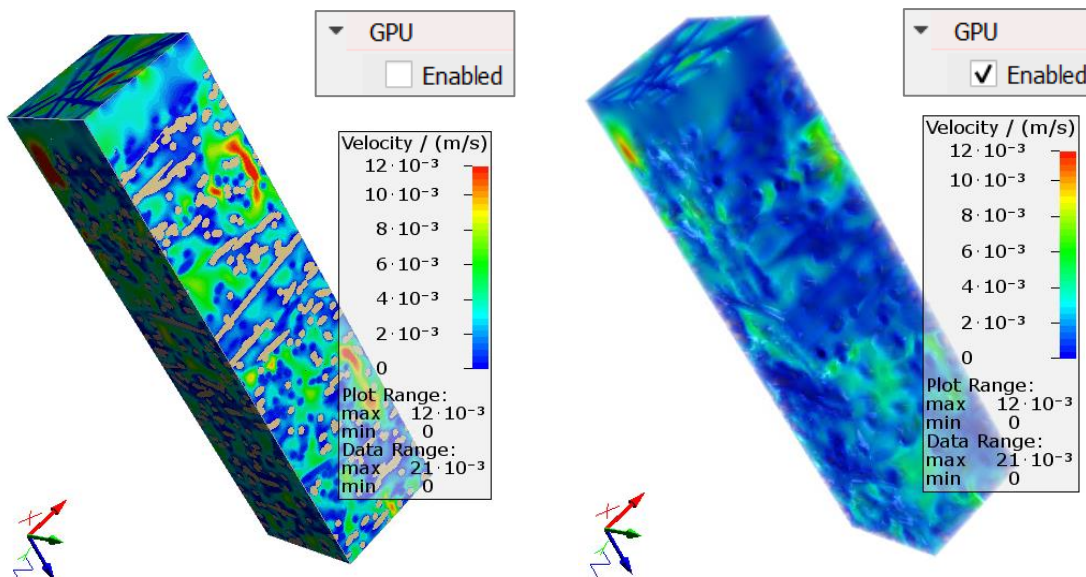 GPU
Enabled
Velocity / (m/s)
12·10⁻³
10·10⁻³
8·10⁻³
6·10⁻³
4·10⁻³
2·10⁻³
0
Plot Range:
max 12·10⁻³
min 0
Data Range:
max 21·10⁻³
min 0
X
Y
Z
GPU
Enabled
Velocity / (m/s)
12·10⁻³
10·10⁻³
8·10⁻³
6·10⁻³
4·10⁻³
2·10⁻³
0
Plot Range:
max 12·10⁻³
min 0
Data Range:
max 21·10⁻³
min 0
X
Y
Z